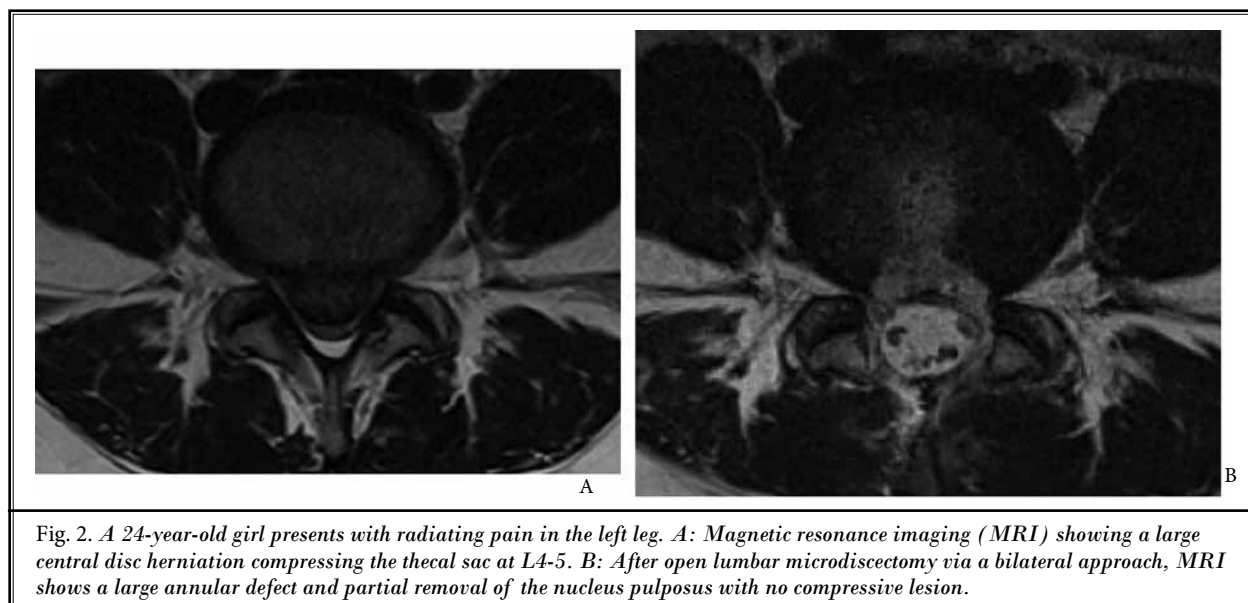 A
B
Fig. 2. A 24-year-old girl presents with radiating pain in the left leg. A: Magnetic resonance imaging (MRI) showing a large
central disc herniation compressing the thecal sac at L4-5. B: After open lumbar microdiscectomy via a bilateral approach, MRI
shows a large annular defect and partial removal of the nucleus pulposus with no compressive lesion.